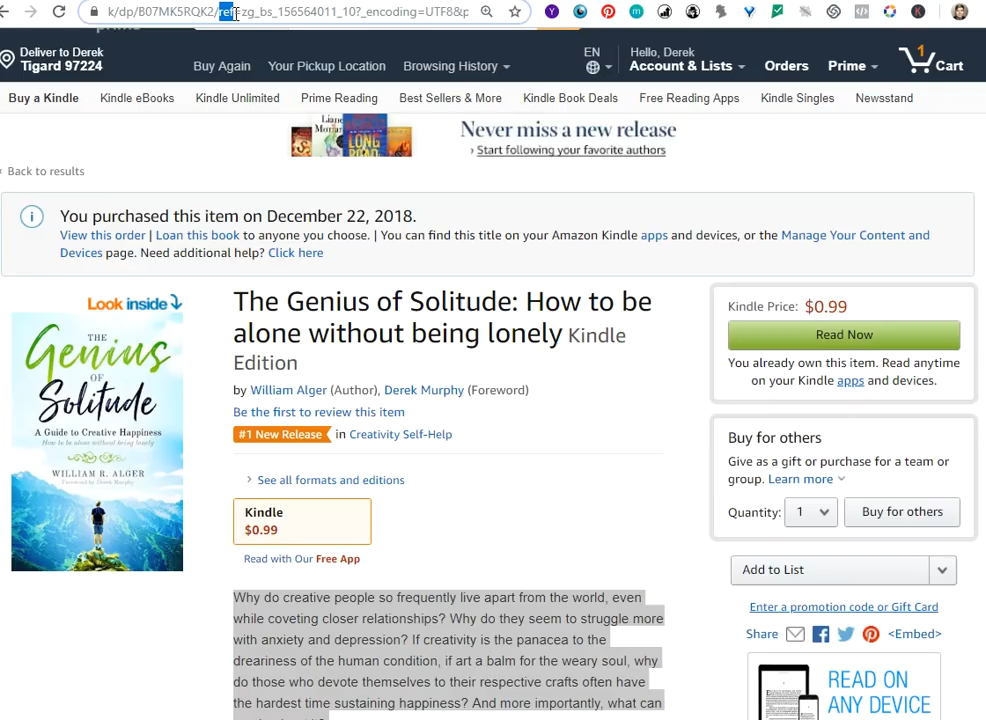 k/dp/B07MK5RQK2/ref=zg_bs_156564011_10?_encoding=UTF8&p
prime
Deliver to Derek
Tigard 97224
Buy Again
Your Pickup Location
Browsing History
EN
Hello, Derek
Account & Lists
Orders
Prime
1
Cart
Buy a Kindle
Kindle eBooks
Kindle Unlimited
Prime Reading
Best Sellers & More
Kindle Book Deals
Free Reading Apps
Kindle Singles
Newsstand
Liane
Moriarty
LONG
ROAD
Never miss a new release
› Start following your favorite authors
‹ Back to results
You purchased this item on December 22, 2018.
View this order | Loan this book to anyone you choose. | You can find this title on your Amazon Kindle apps and devices, or the Manage Your Content and
Devices page. Need additional help? Click here
Look inside
THE
Genius
OF
Solitude
A Guide to Creative Happiness
How to be alone without being lonely
WILLIAM R. ALGER
Foreword by Derek Murphy
The Genius of Solitude: How to be
alone without being lonely Kindle
Edition
by William Alger (Author), Derek Murphy (Foreword)
Be the first to review this item
#1 New Release in Creativity Self-Help
› See all formats and editions
Kindle
$0.99
Read with Our Free App
Why do creative people so frequently live apart from the world, even
while coveting closer relationships? Why do they seem to struggle more
with anxiety and depression? If creativity is the panacea to the
dreariness of the human condition, if art a balm for the weary soul, why
do those who devote themselves to their respective crafts often have
the hardest time sustaining happiness? And more importantly, what can
Kindle Price: $0.99
Read Now
You already own this item. Read anytime
on your Kindle apps and devices.
Buy for others
Give as a gift or purchase for a team or
group.
Learn more
Quantity: 1
Buy for others
Add to List
Enter a promotion code or Gift Card
Share <Embed>
READ ON
ANY DEVICE